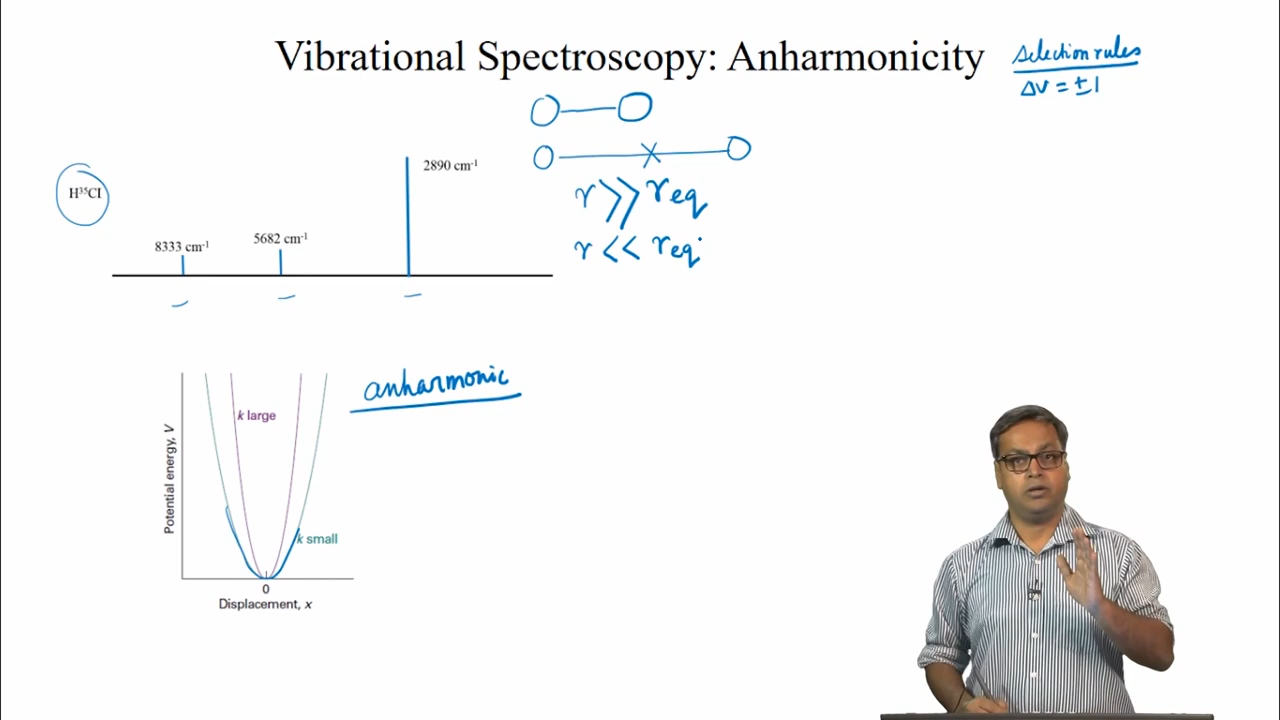 Vibrational Spectroscopy: Anharmonicity
selection rules
Δv = ±1
H³⁵Cl
2890 cm⁻¹
8333 cm⁻¹
5682 cm⁻¹
r >> req
r << req
anharmonic
k large
k small
Potential energy, V
0
Displacement, x